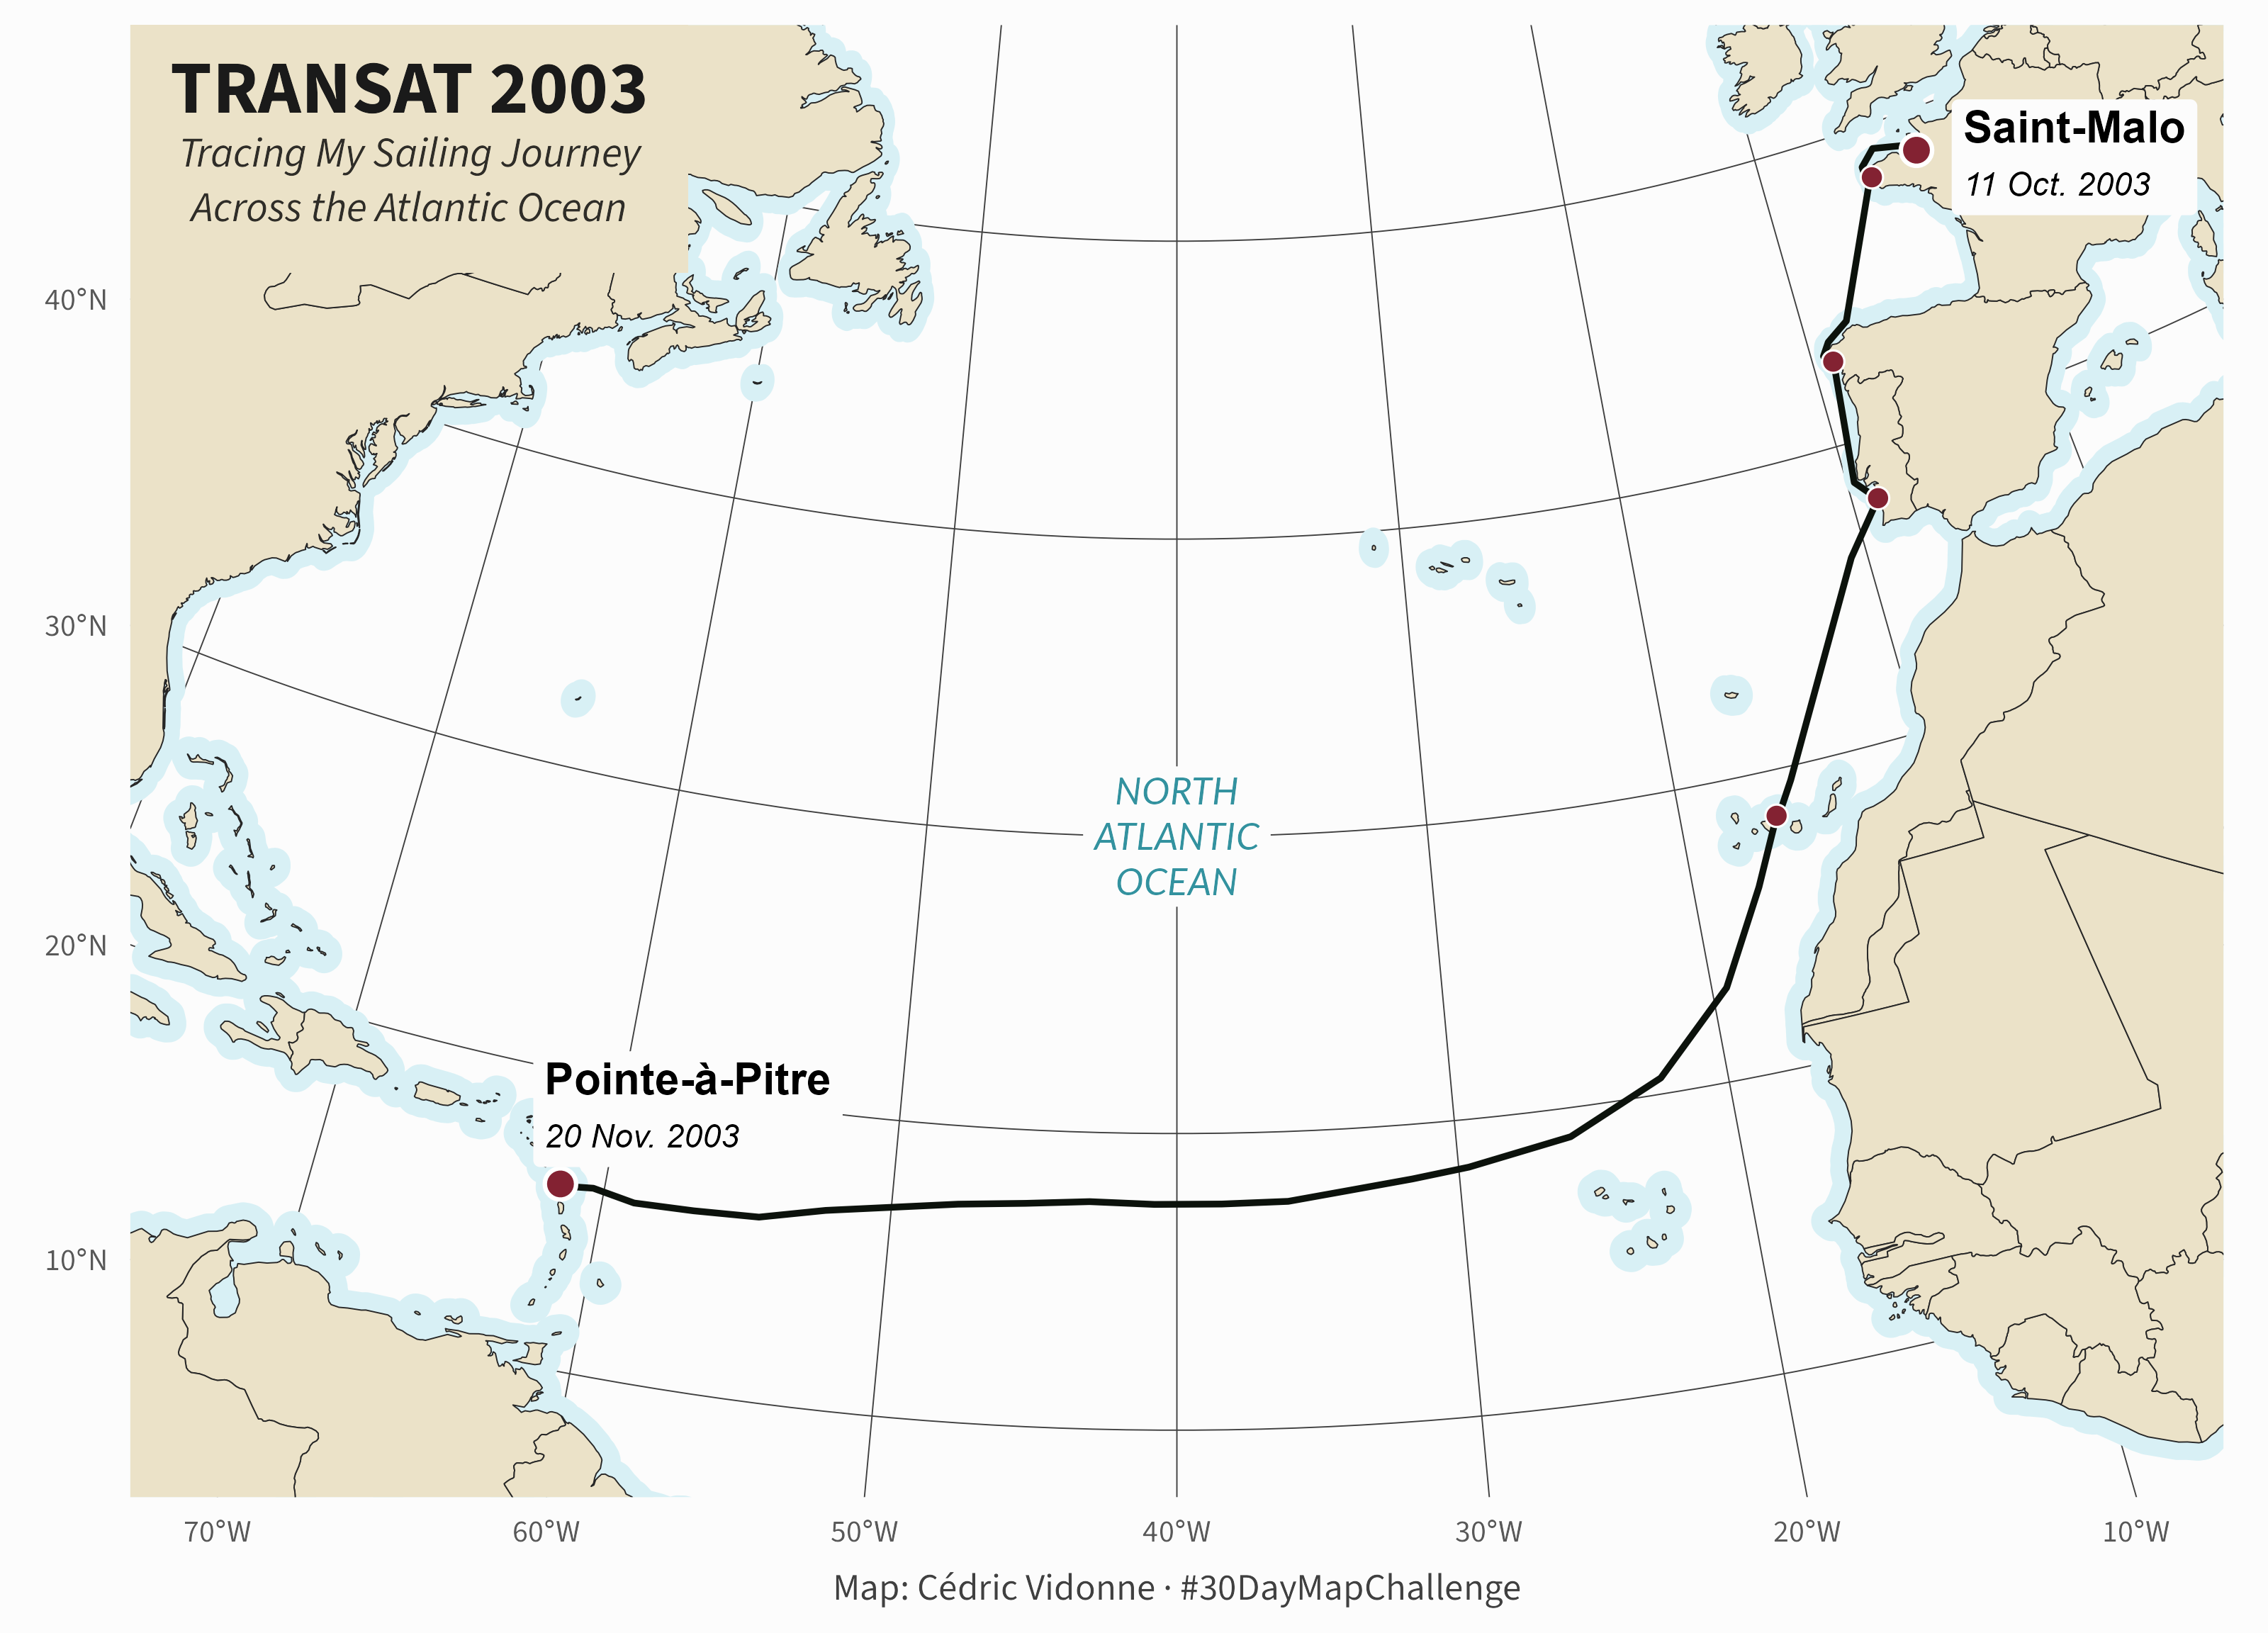 TRANSAT 2003
Tracing My Sailing Journey
Across the Atlantic Ocean
Saint-Malo
11 Oct. 2003
40°N
30°N
20°N
10°N
NORTH
ATLANTIC
OCEAN
Pointe-à-Pitre
20 Nov. 2003
70°W
60°W
50°W
40°W
30°W
20°W
10°W
Map: Cédric Vidonne · #30DayMapChallenge